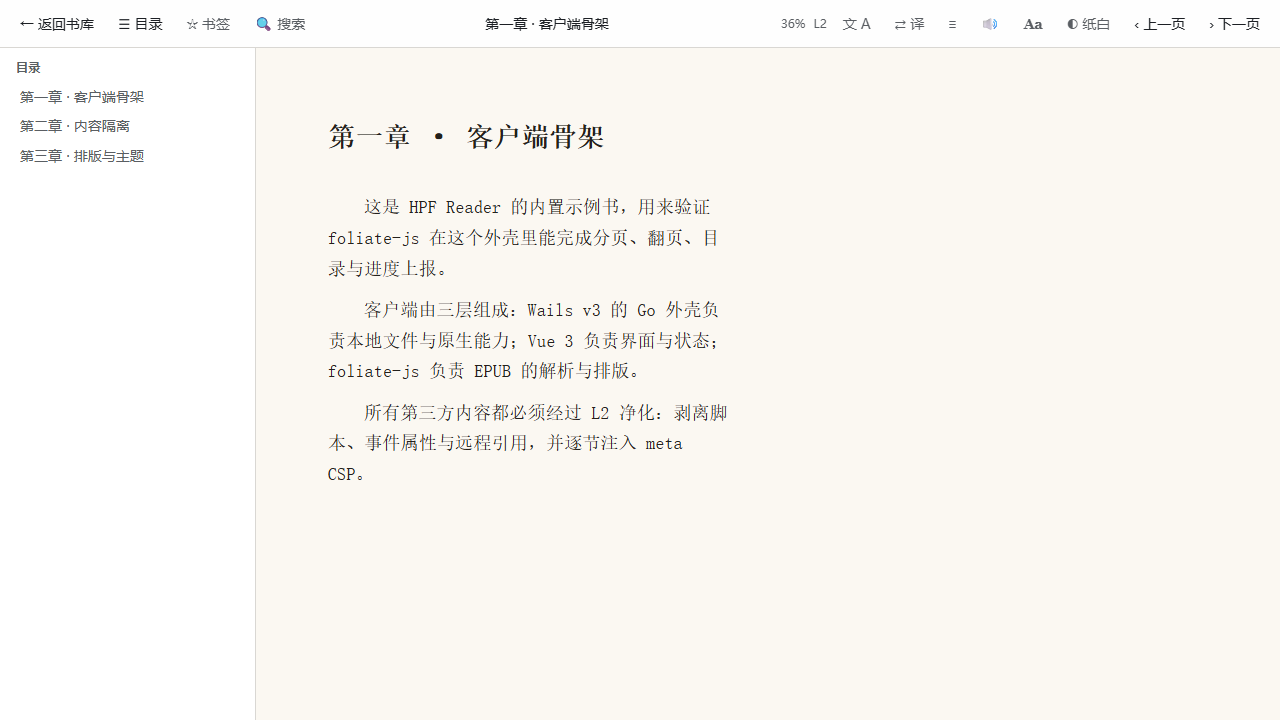 ← 返回书库 ☰ 目录 ☆ 书签 🔍 搜索 第一章 · 客户端骨架 36% L2 文 A ⇄ 译 ≡ 🔊 Aa ◐ 纸白 ‹ 上一页 › 下一页
目录
第一章 · 客户端骨架
第二章 · 内容隔离
第三章 · 排版与主题
第一章 · 客户端骨架
这是 HPF Reader 的内置示例书，用来验证
foliate-js 在这个外壳里能完成分页、翻页、目
录与进度上报。
客户端由三层组成：Wails v3 的 Go 外壳负
责本地文件与原生能力；Vue 3 负责界面与状态；
foliate-js 负责 EPUB 的解析与排版。
所有第三方内容都必须经过 L2 净化：剥离脚
本、事件属性与远程引用，并逐节注入 meta
CSP。